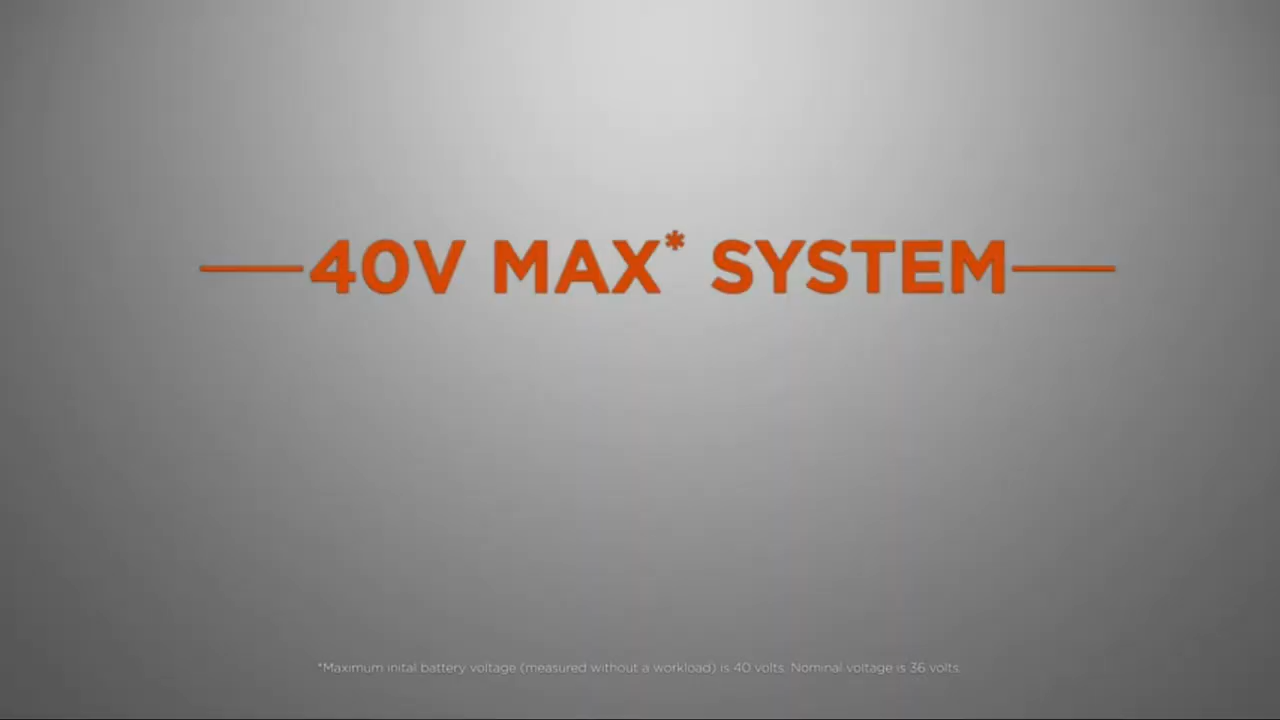 40V MAX* SYSTEM
*Maximum inital battery voltage (measured without a workload) is 40 volts. Nominal voltage is 36 volts.